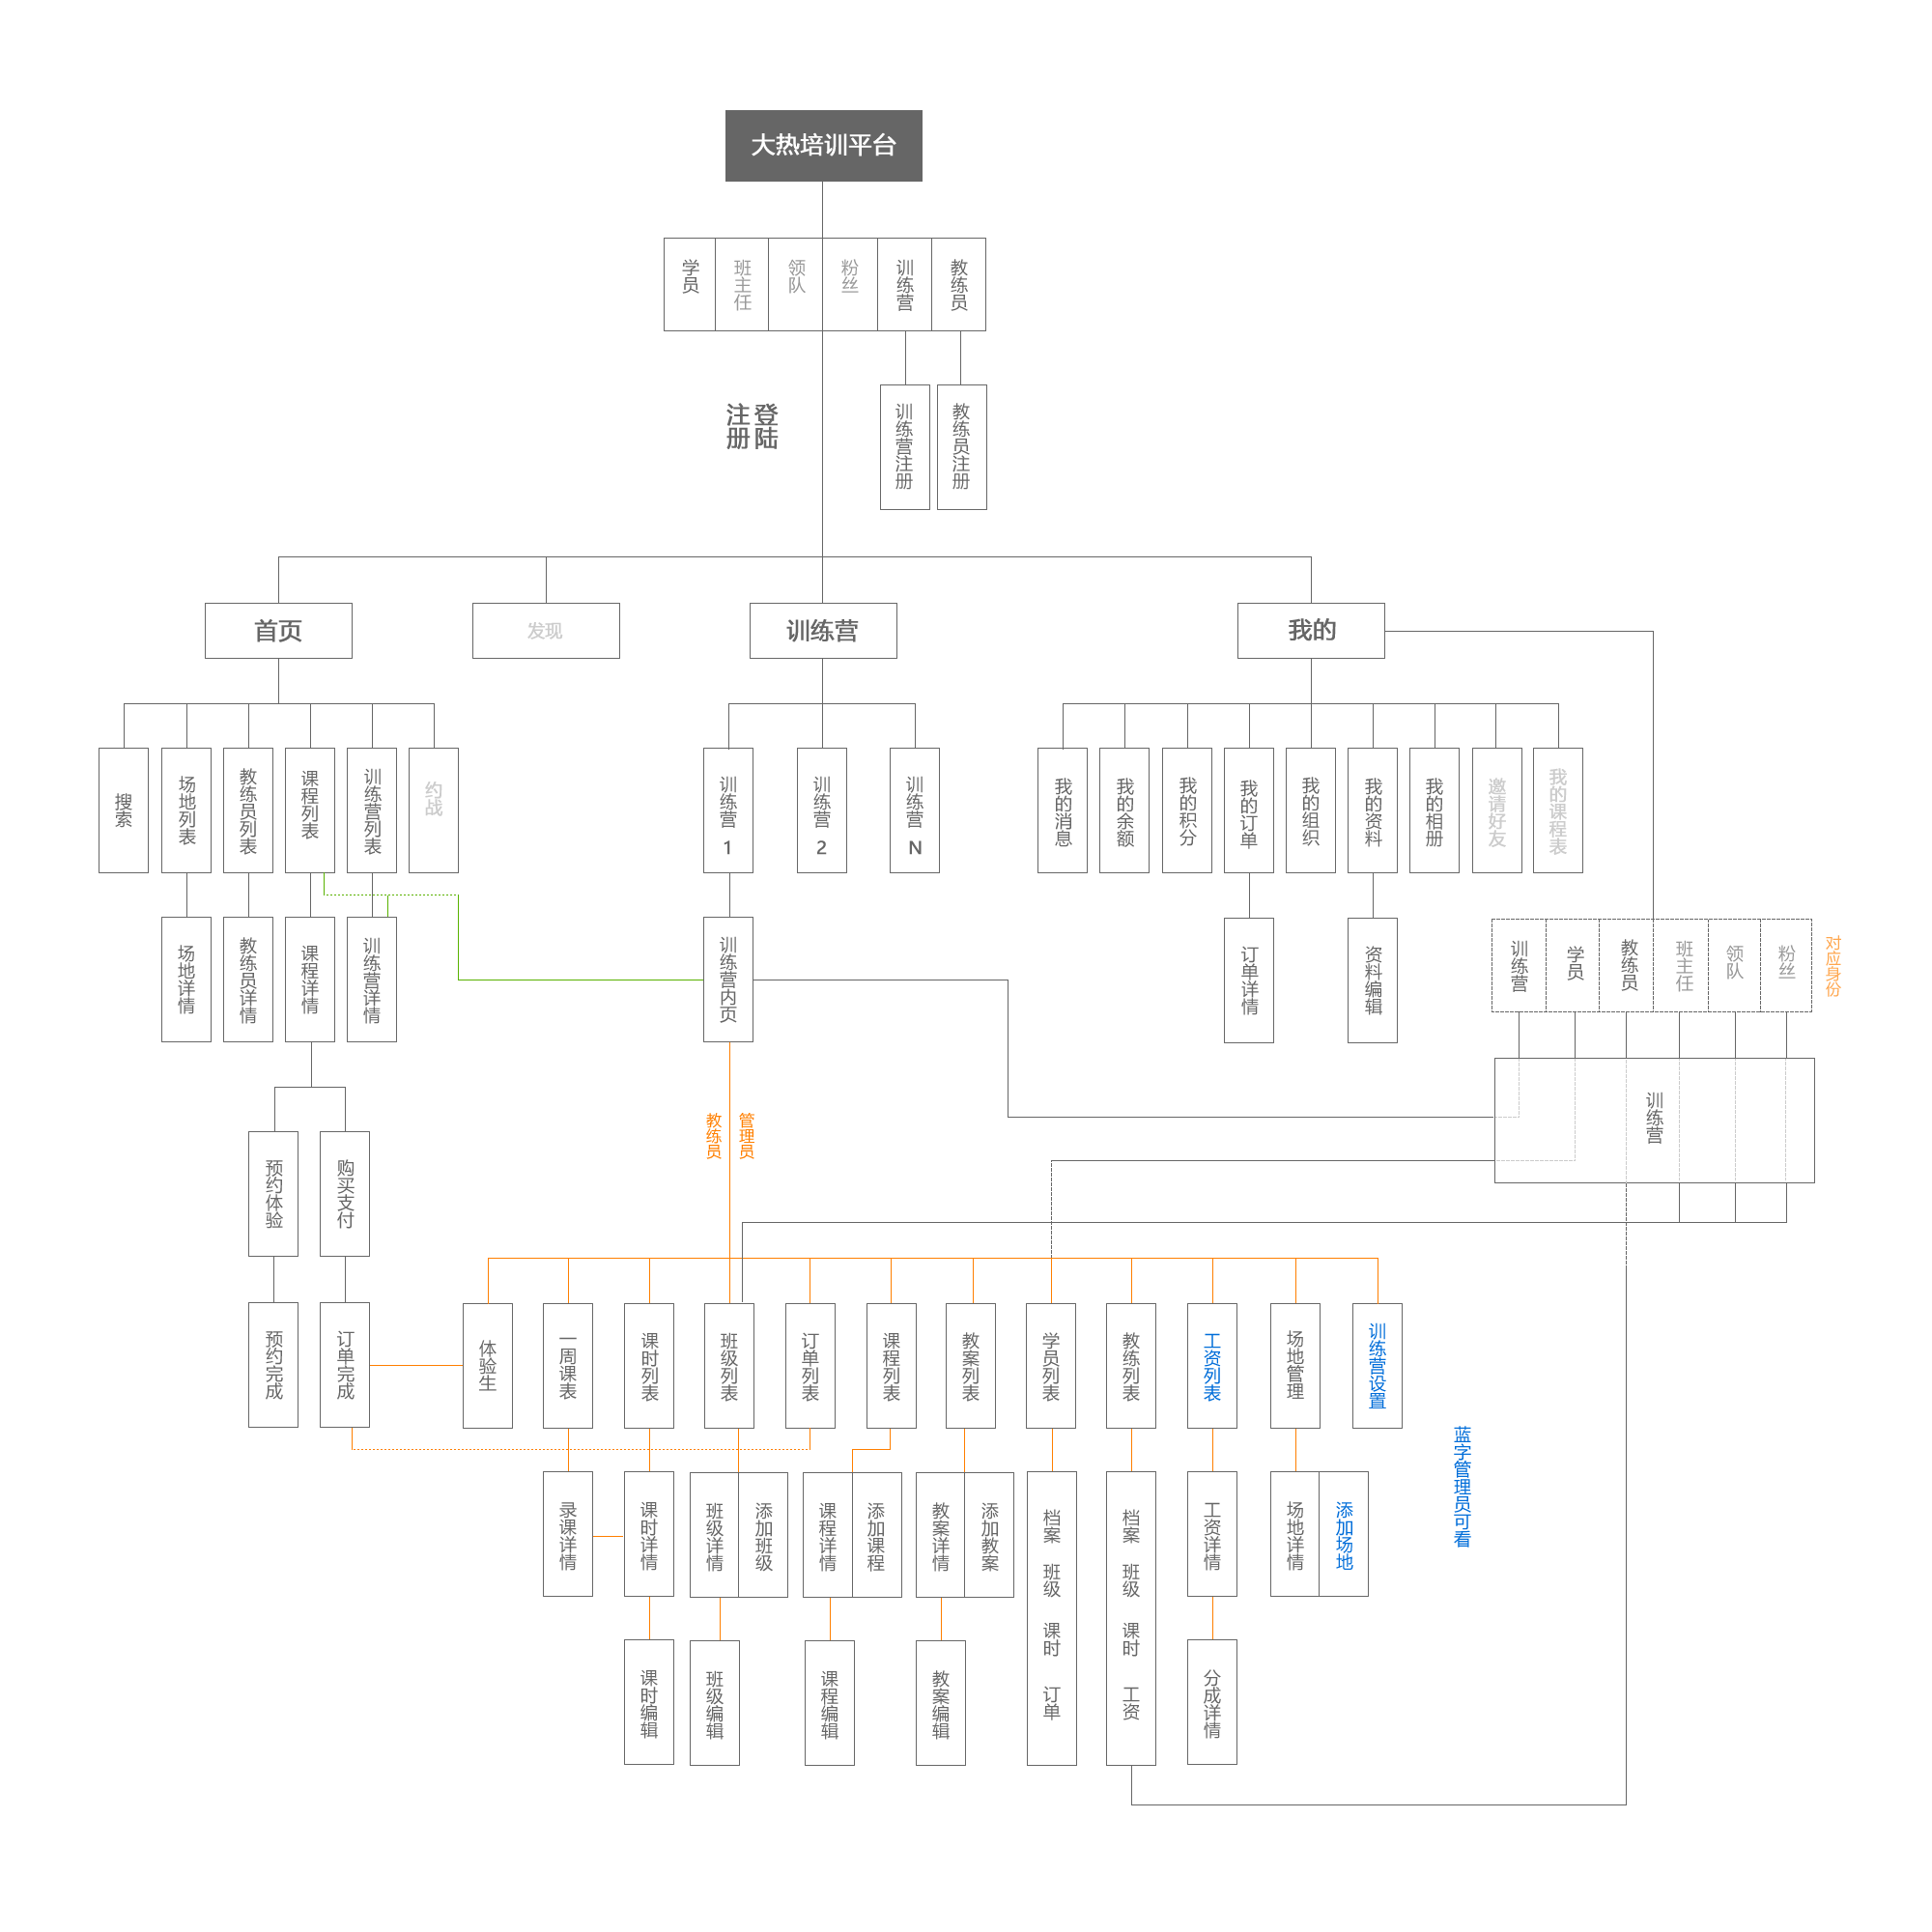 大热培训平台
学员
班主任
领队
粉丝
训练营
教练员
注册
登陆
训练营注册
教练员注册
首页
发现
训练营
我的
搜索
场地列表
教练员列表
课程列表
训练营列表
约战
训练营1
训练营2
训练营N
我的消息
我的余额
我的积分
我的订单
我的组织
我的资料
我的相册
邀请好友
我的课程表
场地详情
教练员详情
课程详情
训练营详情
训练营内页
订单详情
资料编辑
训练营
学员
教练员
班主任
领队
粉丝
对应身份
训练营
教练员
管理员
预约体验
购买支付
预约完成
订单完成
体验生
一周课表
课时列表
班级列表
订单列表
课程列表
教案列表
学员列表
教练列表
工资列表
场地管理
训练营设置
蓝字管理员可看
录课详情
课时详情
班级详情
添加班级
课程详情
添加课程
教案详情
添加教案
档案 班级 课时 订单
档案 班级 课时 工资
工资详情
场地详情
添加场地
课时编辑
班级编辑
课程编辑
教案编辑
分成详情